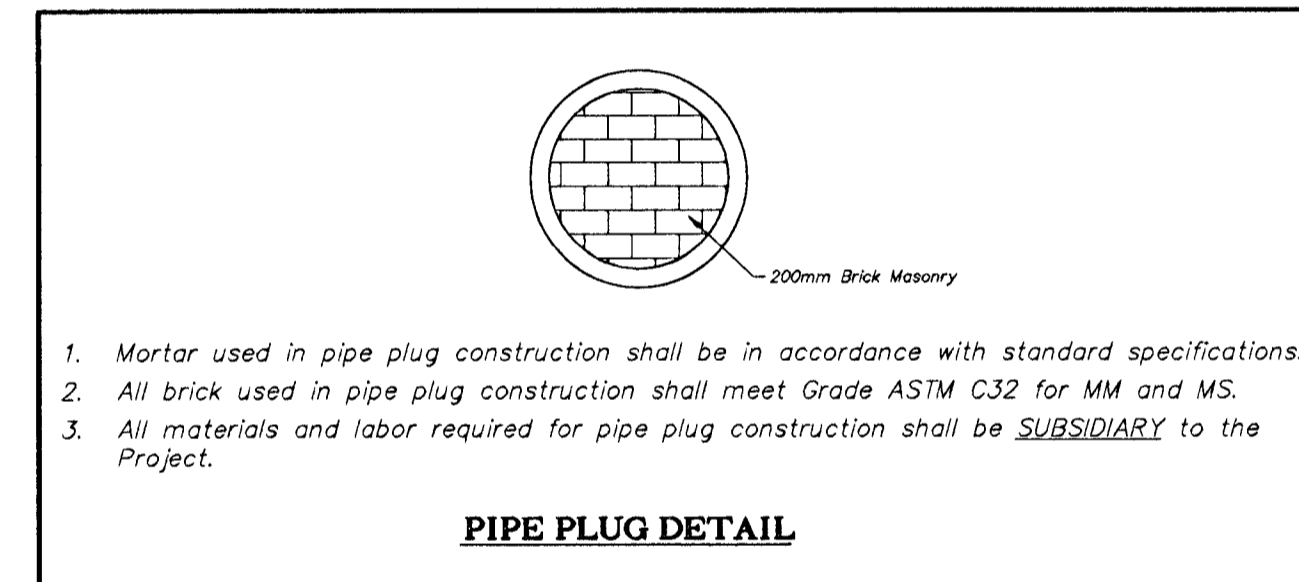 200mm Brick Masonry
1. Mortar used in pipe plug construction shall be in accordance with standard specifications.
2. All brick used in pipe plug construction shall meet Grade ASTM C32 for MM and MS.
3. All materials and labor required for pipe plug construction shall be SUBSIDIARY to the
Project.
PIPE PLUG DETAIL